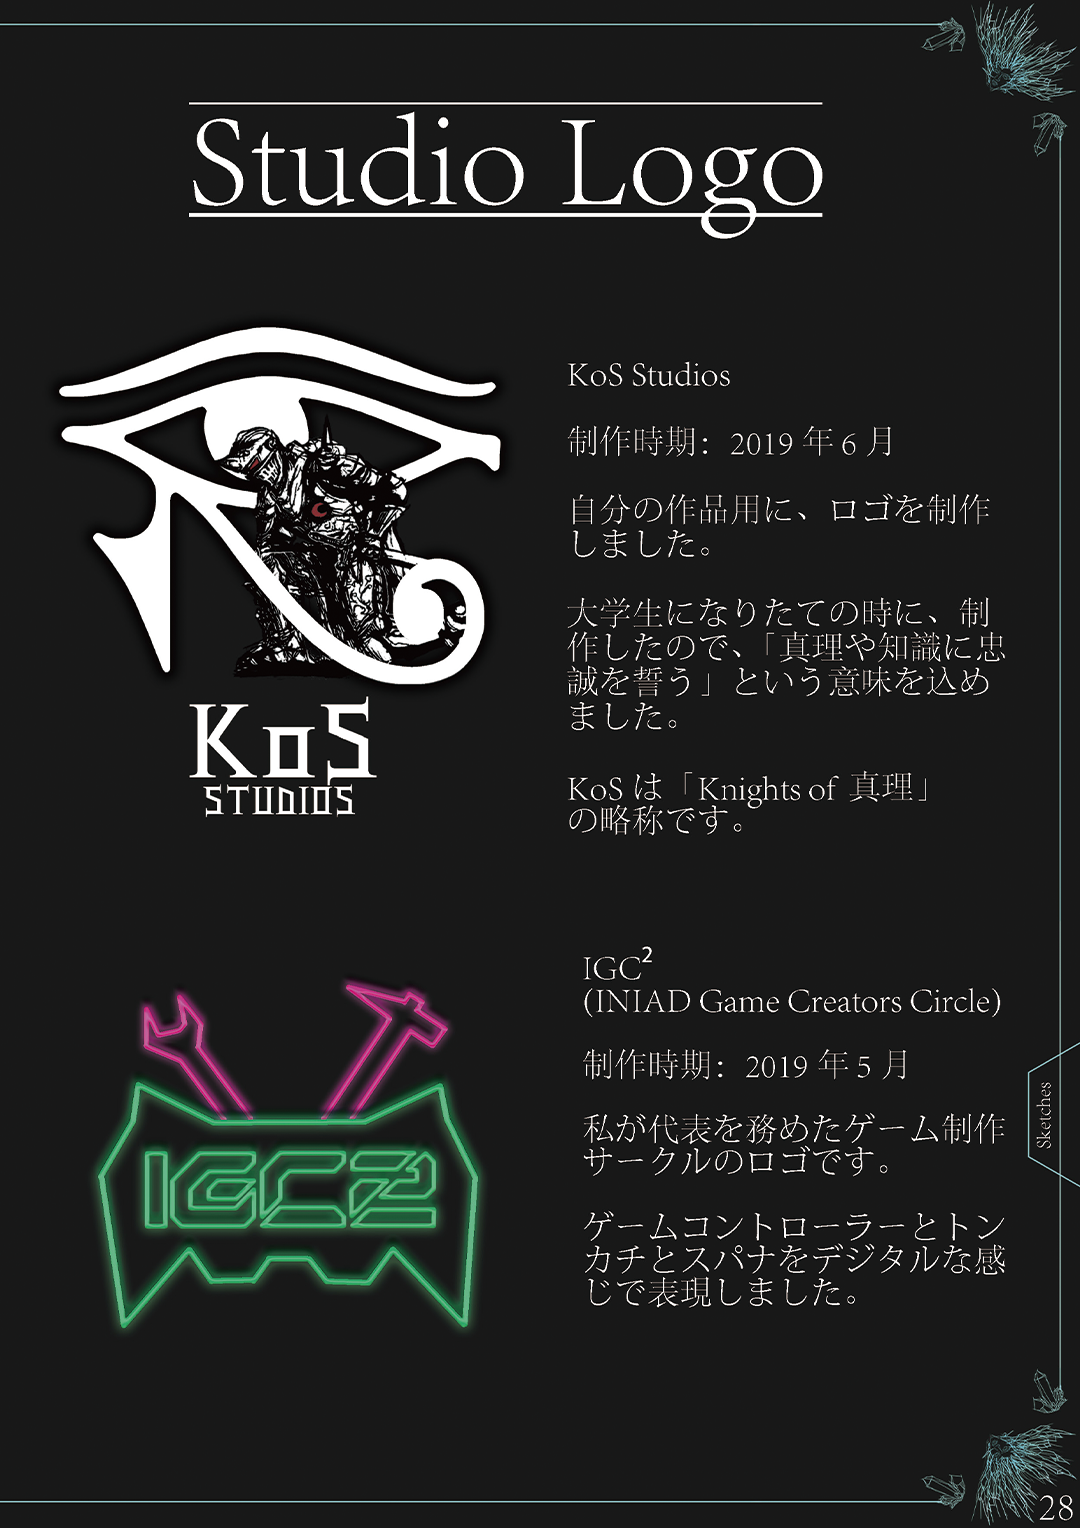 Studio Logo
KoS
STUDIOS
KoS Studios
制作時期: 2019 年 6 月
自分の作品用に、ロゴを制作
しました。
大学生になりたての時に、制
作したので、「真理や知識に忠
誠を誓う」という意味を込め
ました。
KoS は「Knights of 真理」
の略称です。
IGC2
IGC²
(INIAD Game Creators Circle)
制作時期: 2019 年 5 月
私が代表を務めたゲーム制作
サークルのロゴです。
ゲームコントローラーとトン
カチとスパナをデジタルな感
じで表現しました。
Sketches
28